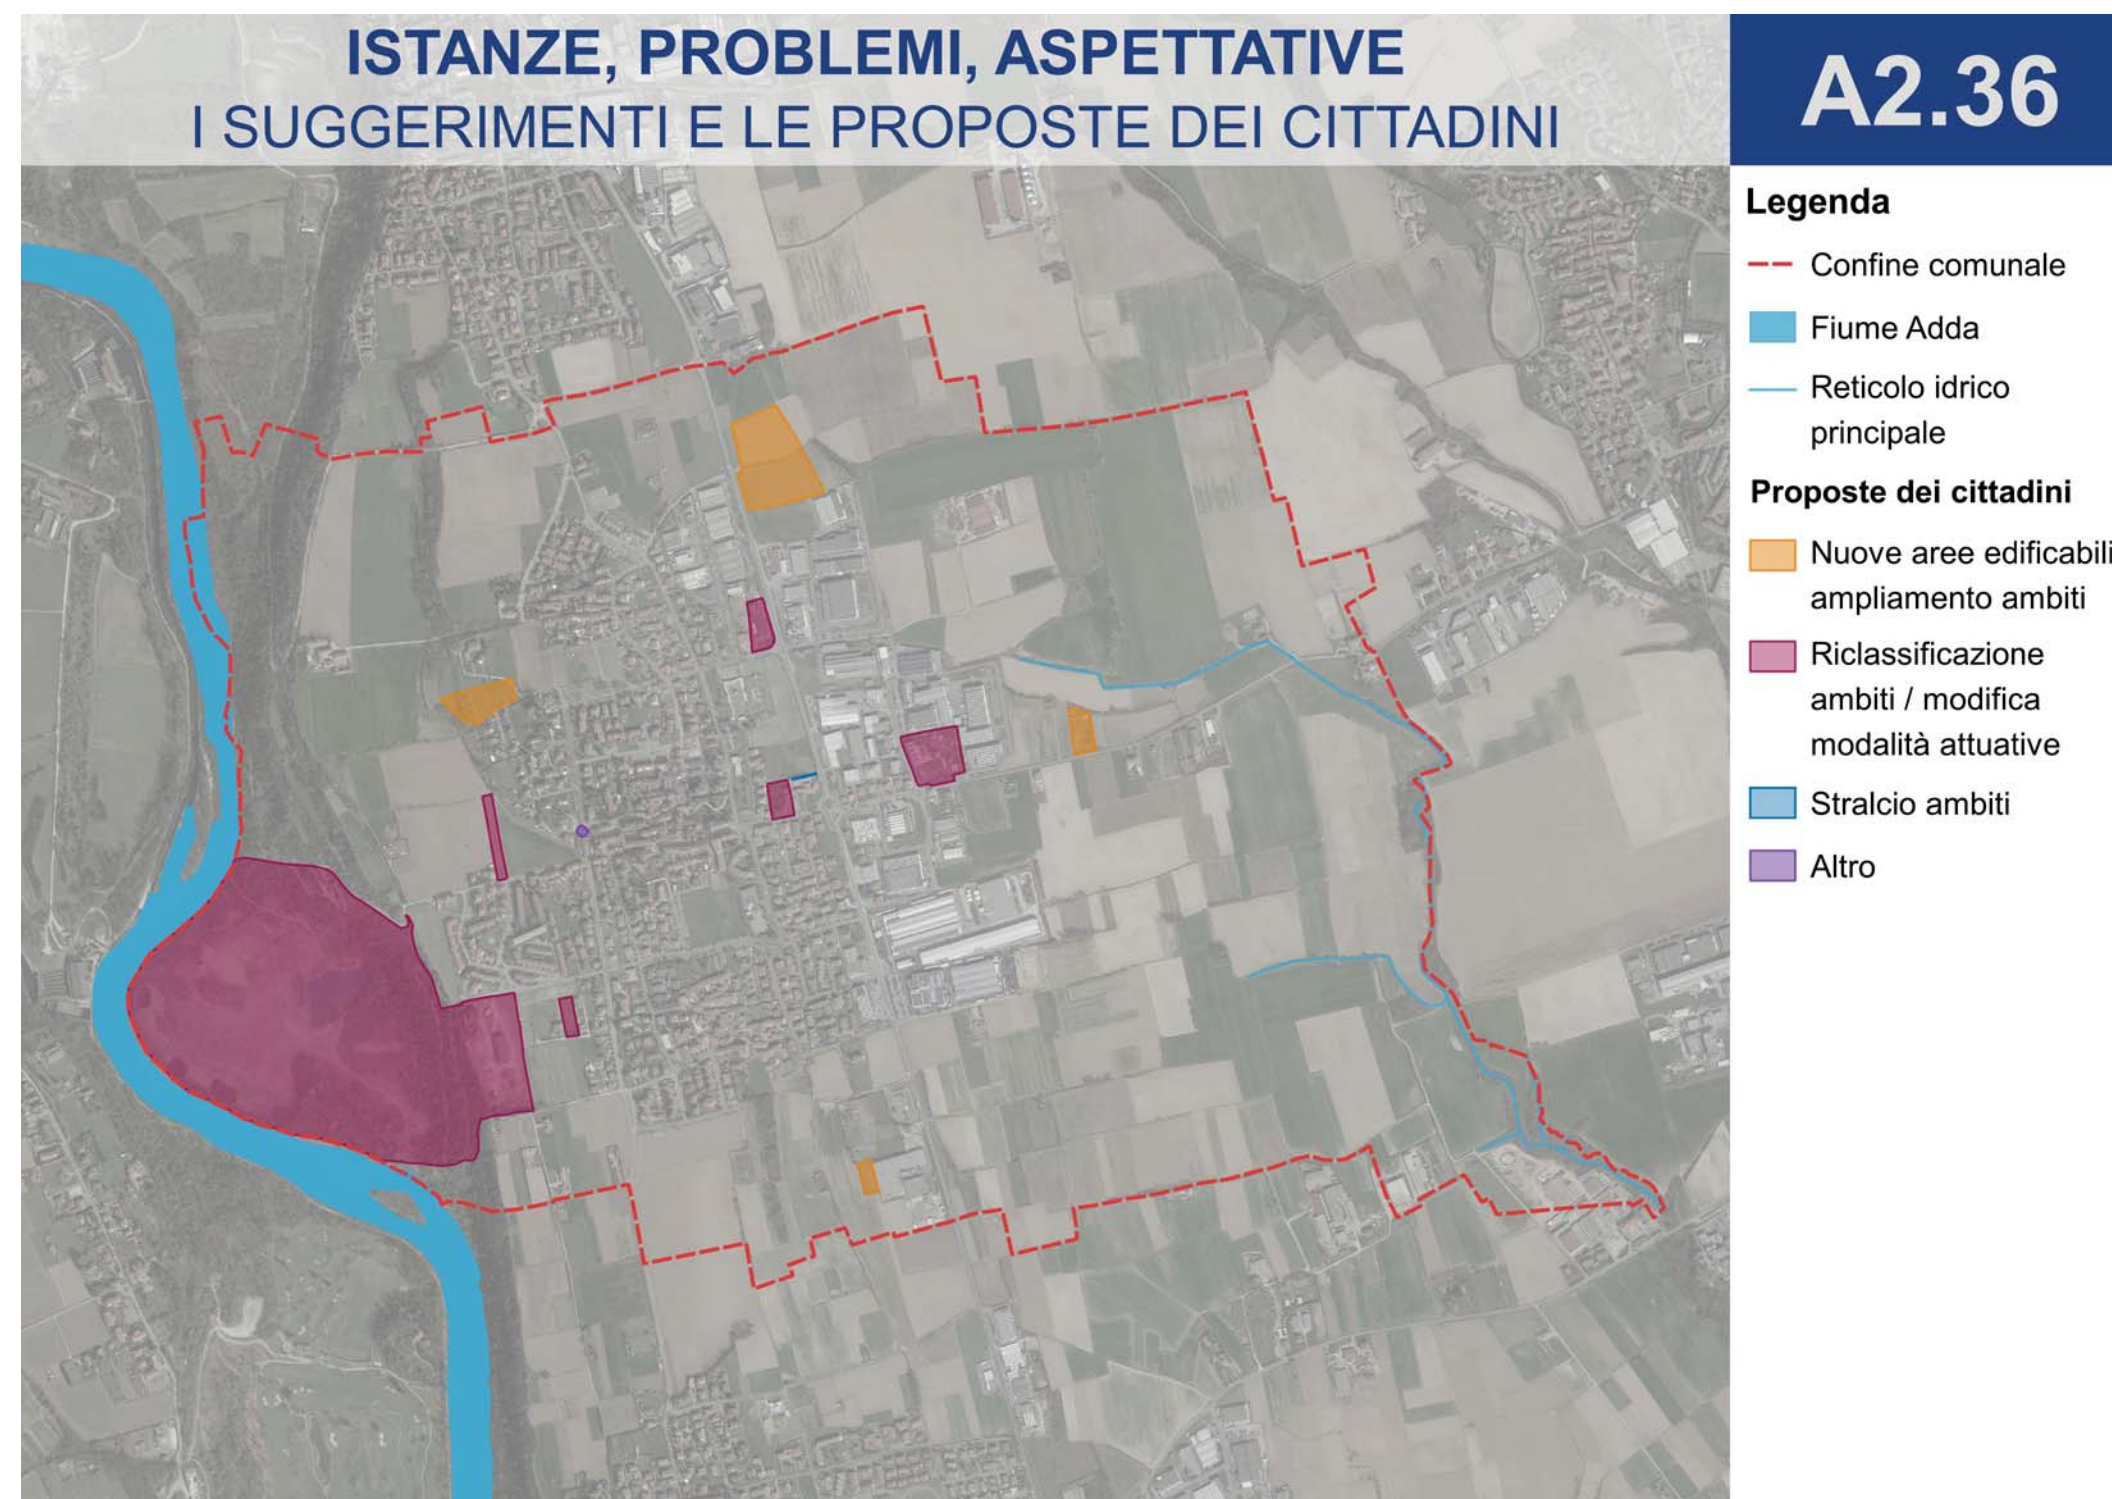 ISTANZE, PROBLEMI, ASPETTATIVE
I SUGGERIMENTI E LE PROPOSTE DEI CITTADINI
A2.36
Legenda
Confine comunale
Fiume Adda
Reticolo idrico
principale
Proposte dei cittadini
Nuove aree edificabili
ampliamento ambiti
Riclassificazione
ambiti / modifica
modalità attuative
Stralcio ambiti
Altro